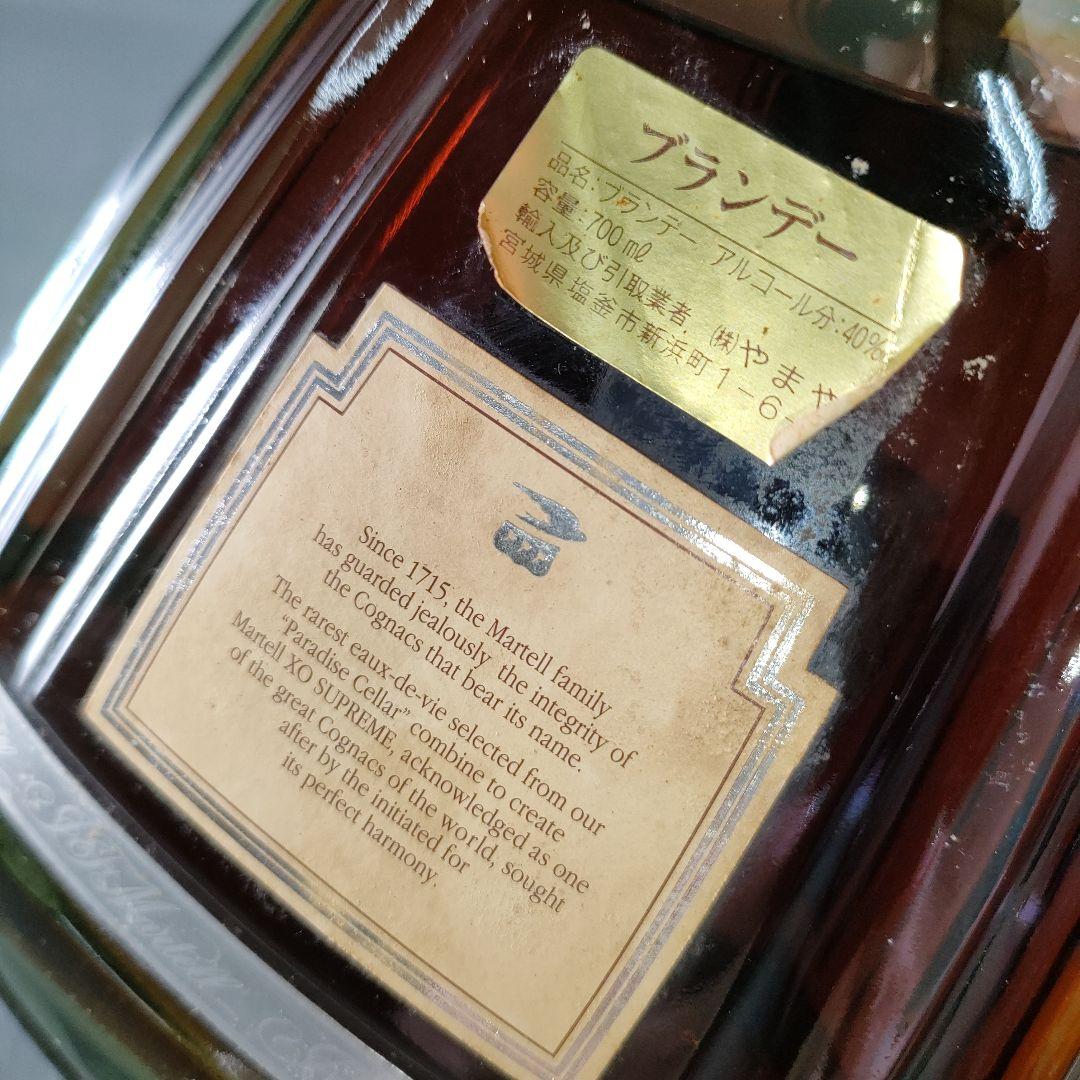 ブランデー
品名:ブランデー アルコール分:40%
容量:700ml
輸入及び引取業者 (株)やまや
宮城県塩釜市新浜町1-6-
Since 1715, the Martell family
has guarded jealously the integrity of
the Cognacs that bear its name.
The rarest eaux-de-vie selected from our
"Paradise Cellar" combine to create
Martell XO SUPREME, acknowledged as one
of the great Cognacs of the world, sought
after by the initiated for
its perfect harmony.
J&F Martell